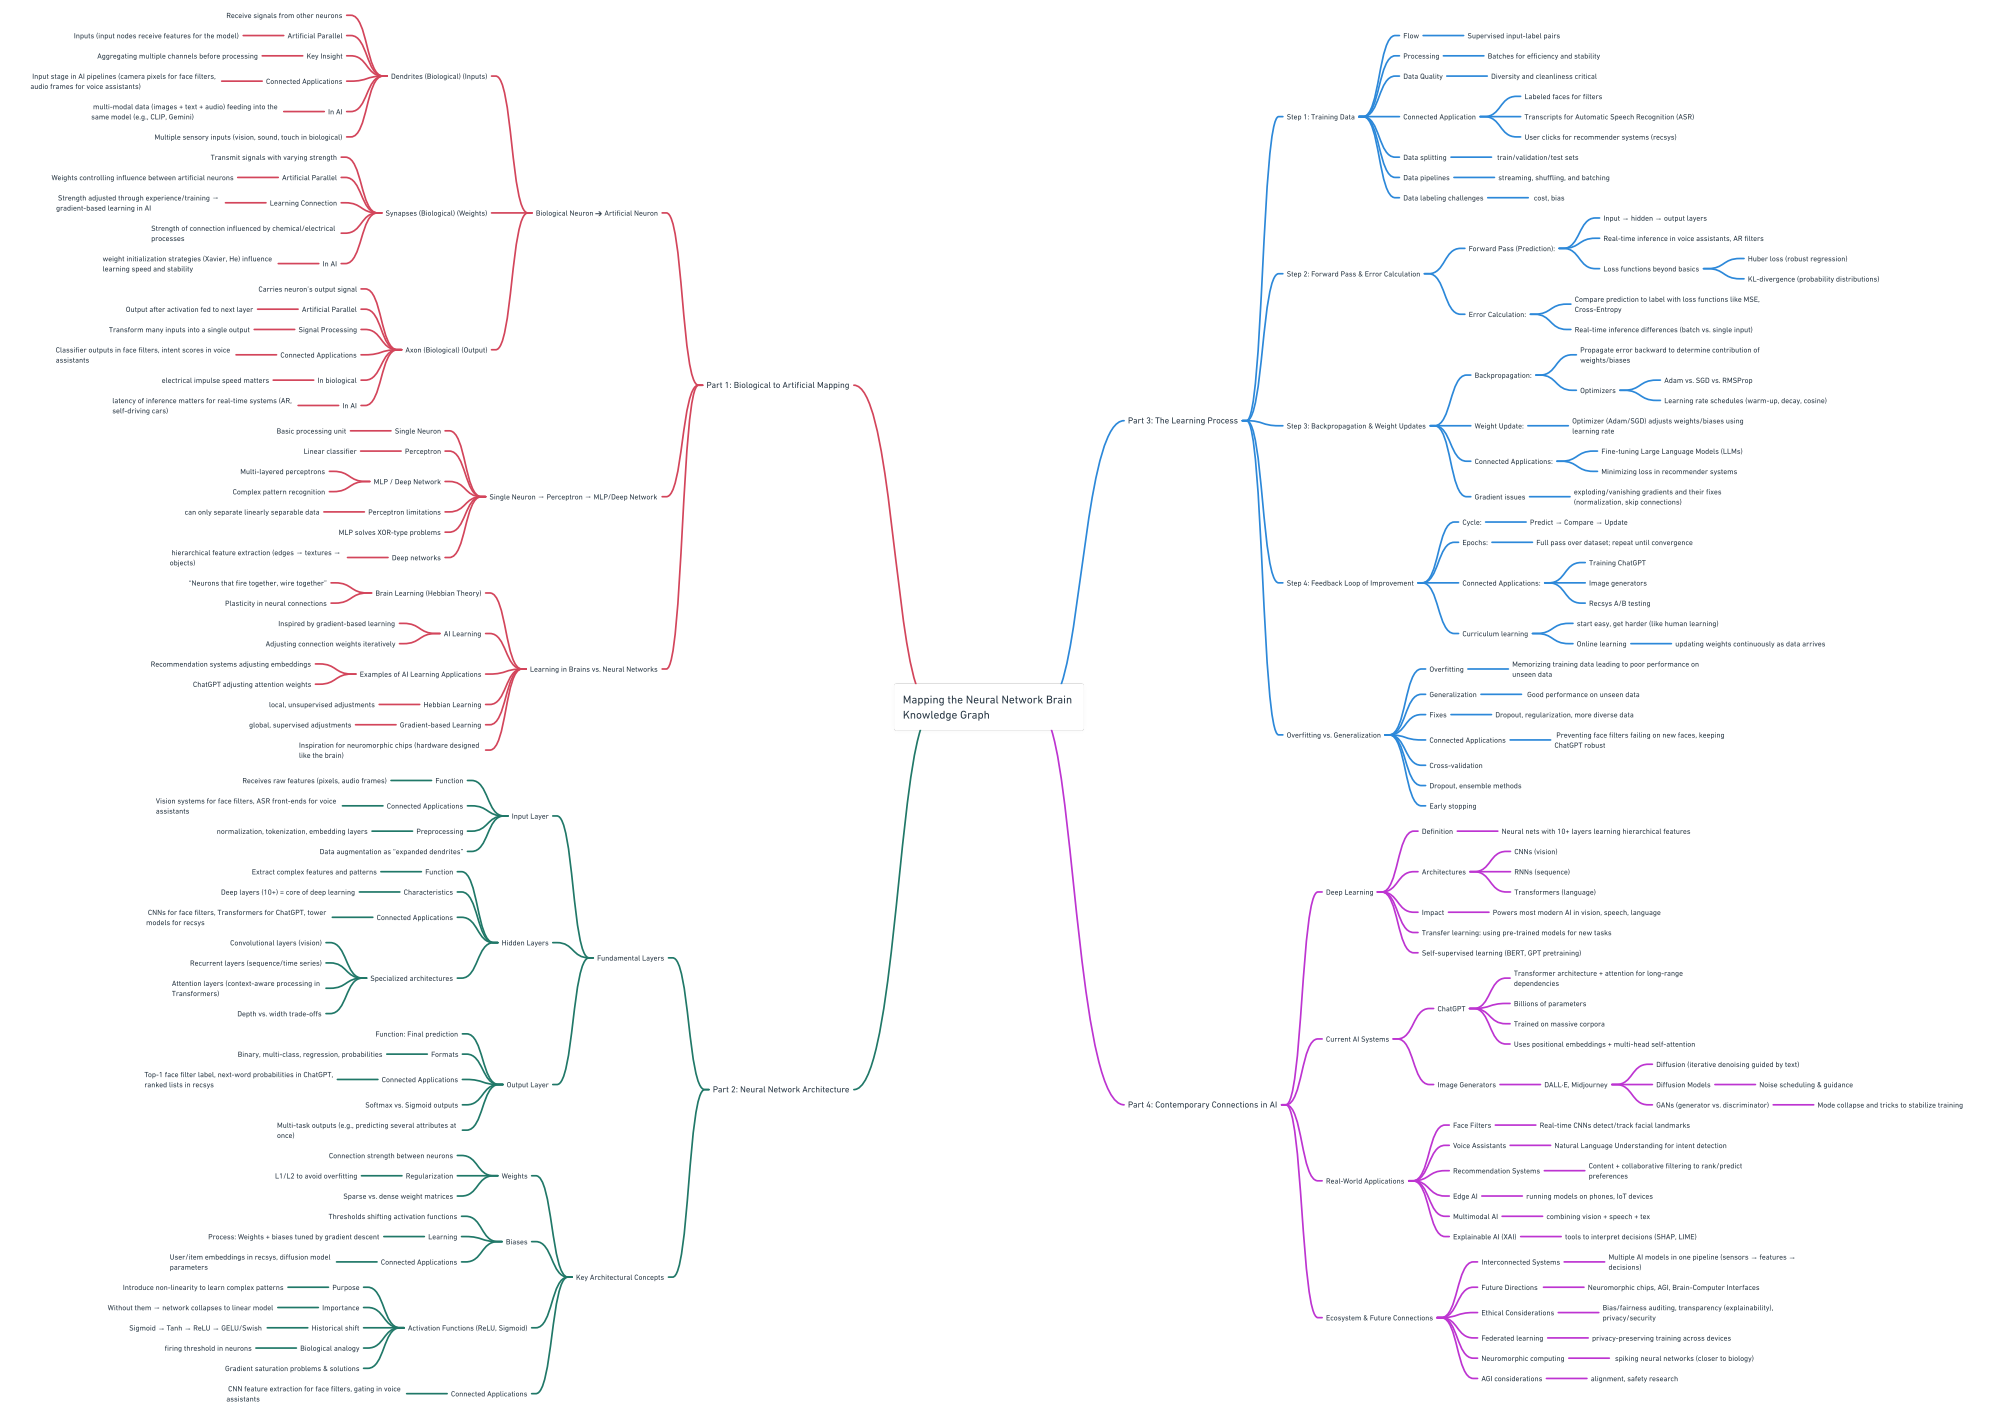 Mapping the Neural Network Brain
Knowledge Graph
Part 1: Biological to Artificial Mapping
Biological Neuron ➔ Artificial Neuron
Dendrites (Biological) (Inputs)
Receive signals from other neurons
Artificial Parallel
Inputs (input nodes receive features for the model)
Key Insight
Aggregating multiple channels before processing
Connected Applications
Input stage in AI pipelines (camera pixels for face filters,
audio frames for voice assistants)
In AI
multi-modal data (images + text + audio) feeding into the
same model (e.g., CLIP, Gemini)
Multiple sensory inputs (vision, sound, touch in biological)
Synapses (Biological) (Weights)
Transmit signals with varying strength
Artificial Parallel
Weights controlling influence between artificial neurons
Learning Connection
Strength adjusted through experience/training →
gradient-based learning in AI
Strength of connection influenced by chemical/electrical
processes
In AI
weight initialization strategies (Xavier, He) influence
learning speed and stability
Axon (Biological) (Output)
Carries neuron's output signal
Artificial Parallel
Output after activation fed to next layer
Signal Processing
Transform many inputs into a single output
Connected Applications
Classifier outputs in face filters, intent scores in voice
assistants
In biological
electrical impulse speed matters
In AI
latency of inference matters for real-time systems (AR,
self-driving cars)
Single Neuron → Perceptron → MLP/Deep Network
Single Neuron
Basic processing unit
Perceptron
Linear classifier
MLP / Deep Network
Multi-layered perceptrons
Complex pattern recognition
Perceptron limitations
can only separate linearly separable data
MLP solves XOR-type problems
Deep networks
hierarchical feature extraction (edges → textures →
objects)
Learning in Brains vs. Neural Networks
Brain Learning (Hebbian Theory)
"Neurons that fire together, wire together"
Plasticity in neural connections
AI Learning
Inspired by gradient-based learning
Adjusting connection weights iteratively
Examples of AI Learning Applications
Recommendation systems adjusting embeddings
ChatGPT adjusting attention weights
Hebbian Learning
local, unsupervised adjustments
Gradient-based Learning
global, supervised adjustments
Inspiration for neuromorphic chips (hardware designed
like the brain)
Part 2: Neural Network Architecture
Fundamental Layers
Input Layer
Function
Receives raw features (pixels, audio frames)
Connected Applications
Vision systems for face filters, ASR front-ends for voice
assistants
Preprocessing
normalization, tokenization, embedding layers
Data augmentation as "expanded dendrites"
Hidden Layers
Function
Extract complex features and patterns
Characteristics
Deep layers (10+) = core of deep learning
Connected Applications
CNNs for face filters, Transformers for ChatGPT, tower
models for recsys
Specialized architectures
Convolutional layers (vision)
Recurrent layers (sequence/time series)
Attention layers (context-aware processing in
Transformers)
Depth vs. width trade-offs
Output Layer
Function: Final prediction
Formats
Binary, multi-class, regression, probabilities
Connected Applications
Top-1 face filter label, next-word probabilities in ChatGPT,
ranked lists in recsys
Softmax vs. Sigmoid outputs
Multi-task outputs (e.g., predicting several attributes at
once)
Key Architectural Concepts
Weights
Connection strength between neurons
Regularization
L1/L2 to avoid overfitting
Sparse vs. dense weight matrices
Biases
Thresholds shifting activation functions
Learning
Process: Weights + biases tuned by gradient descent
Connected Applications
User/item embeddings in recsys, diffusion model
parameters
Activation Functions (ReLU, Sigmoid)
Purpose
Introduce non-linearity to learn complex patterns
Importance
Without them → network collapses to linear model
Historical shift
Sigmoid → Tanh → ReLU → GELU/Swish
Biological analogy
firing threshold in neurons
Gradient saturation problems & solutions
Connected Applications
CNN feature extraction for face filters, gating in voice
assistants
Part 3: The Learning Process
Step 1: Training Data
Flow
Supervised input-label pairs
Processing
Batches for efficiency and stability
Data Quality
Diversity and cleanliness critical
Connected Application
Labeled faces for filters
Transcripts for Automatic Speech Recognition (ASR)
User clicks for recommender systems (recsys)
Data splitting
train/validation/test sets
Data pipelines
streaming, shuffling, and batching
Data labeling challenges
cost, bias
Step 2: Forward Pass & Error Calculation
Forward Pass (Prediction):
Input → hidden → output layers
Real-time inference in voice assistants, AR filters
Loss functions beyond basics
Huber loss (robust regression)
KL-divergence (probability distributions)
Error Calculation:
Compare prediction to label with loss functions like MSE,
Cross-Entropy
Real-time inference differences (batch vs. single input)
Step 3: Backpropagation & Weight Updates
Backpropagation:
Propagate error backward to determine contribution of
weights/biases
Optimizers
Adam vs. SGD vs. RMSProp
Learning rate schedules (warm-up, decay, cosine)
Weight Update:
Optimizer (Adam/SGD) adjusts weights/biases using
learning rate
Connected Applications:
Fine-tuning Large Language Models (LLMs)
Minimizing loss in recommender systems
Gradient issues
exploding/vanishing gradients and their fixes
(normalization, skip connections)
Step 4: Feedback Loop of Improvement
Cycle:
Predict → Compare → Update
Epochs:
Full pass over dataset; repeat until convergence
Connected Applications:
Training ChatGPT
Image generators
Recsys A/B testing
Curriculum learning
start easy, get harder (like human learning)
Online learning
updating weights continuously as data arrives
Overfitting vs. Generalization
Overfitting
Memorizing training data leading to poor performance on
unseen data
Generalization
Good performance on unseen data
Fixes
Dropout, regularization, more diverse data
Connected Applications
Preventing face filters failing on new faces, keeping
ChatGPT robust
Cross-validation
Dropout, ensemble methods
Early stopping
Part 4: Contemporary Connections in AI
Deep Learning
Definition
Neural nets with 10+ layers learning hierarchical features
Architectures
CNNs (vision)
RNNs (sequence)
Transformers (language)
Impact
Powers most modern AI in vision, speech, language
Transfer learning: using pre-trained models for new tasks
Self-supervised learning (BERT, GPT pretraining)
Current AI Systems
ChatGPT
Transformer architecture + attention for long-range
dependencies
Billions of parameters
Trained on massive corpora
Uses positional embeddings + multi-head self-attention
Image Generators
DALL·E, Midjourney
Diffusion (iterative denoising guided by text)
Diffusion Models
Noise scheduling & guidance
GANs (generator vs. discriminator)
Mode collapse and tricks to stabilize training
Real-World Applications
Face Filters
Real-time CNNs detect/track facial landmarks
Voice Assistants
Natural Language Understanding for intent detection
Recommendation Systems
Content + collaborative filtering to rank/predict
preferences
Edge AI
running models on phones, IoT devices
Multimodal AI
combining vision + speech + tex
Explainable AI (XAI)
tools to interpret decisions (SHAP, LIME)
Ecosystem & Future Connections
Interconnected Systems
Multiple AI models in one pipeline (sensors → features →
decisions)
Future Directions
Neuromorphic chips, AGI, Brain-Computer Interfaces
Ethical Considerations
Bias/fairness auditing, transparency (explainability),
privacy/security
Federated learning
privacy-preserving training across devices
Neuromorphic computing
spiking neural networks (closer to biology)
AGI considerations
alignment, safety research